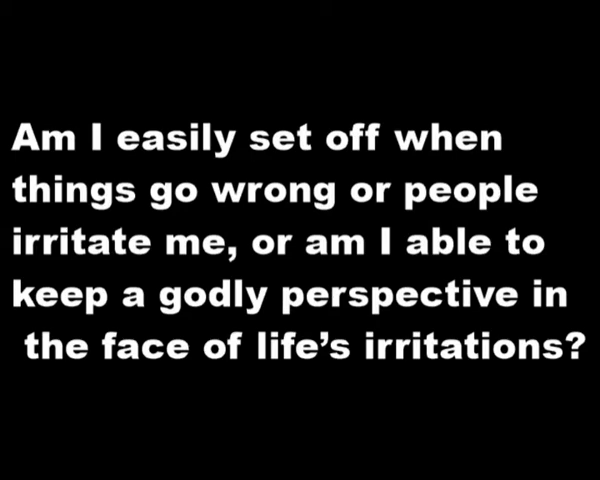 Am I easily set off when
things go wrong or people
irritate me, or am I able to
keep a godly perspective in
the face of life’s irritations?